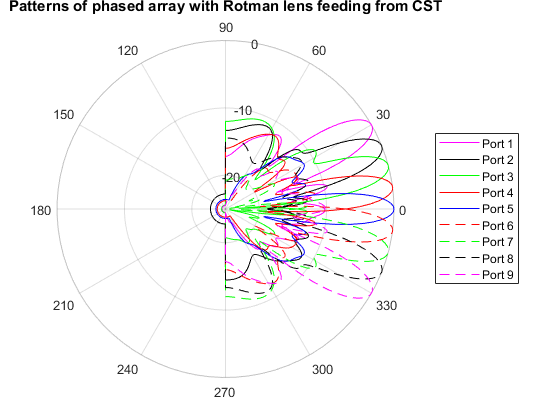 Patterns of phased array with Rotman lens feeding from CST
90
120
60
0
150
30
-10
-20
180
0
210
330
240
300
270
Port 1
Port 2
Port 3
Port 4
Port 5
Port 6
Port 7
Port 8
Port 9